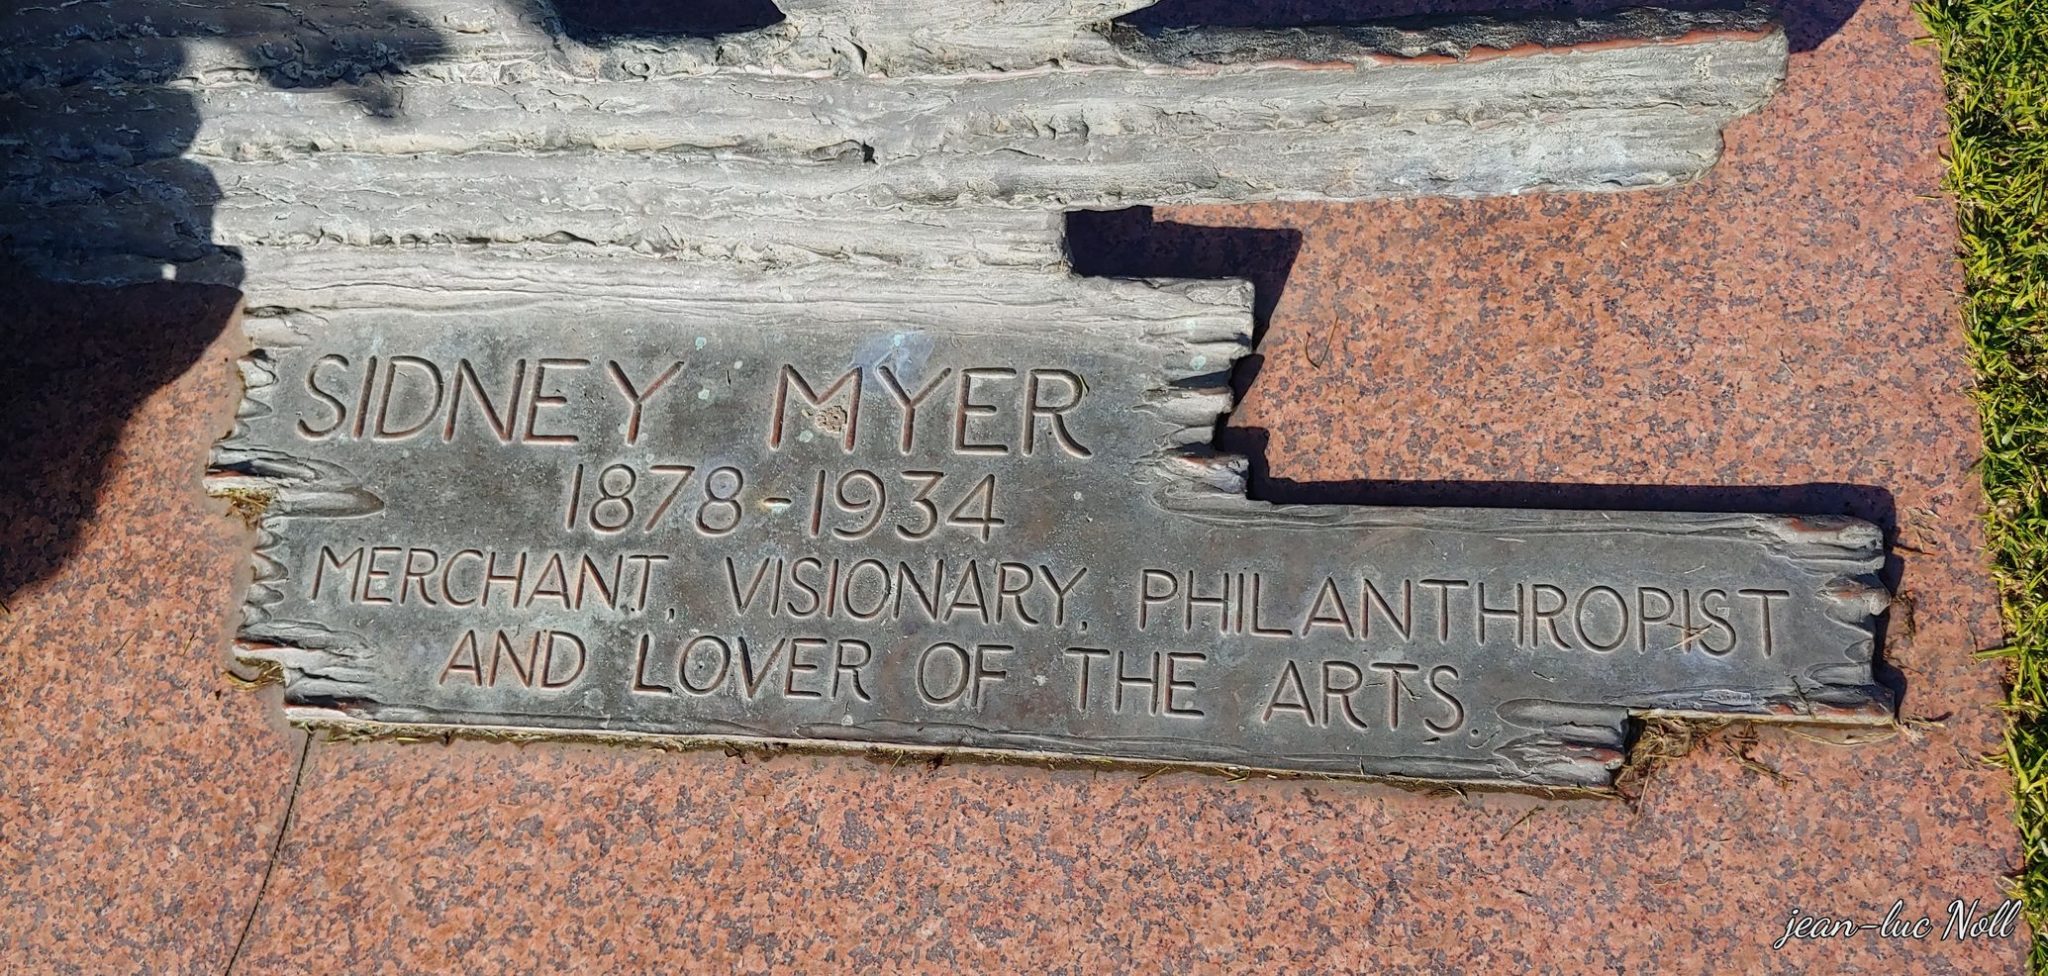 SIDNEY MYER
1878-1934
MERCHANT, VISIONARY, PHILANTHROPIST
AND LOVER OF THE ARTS.
jean-luc Noll